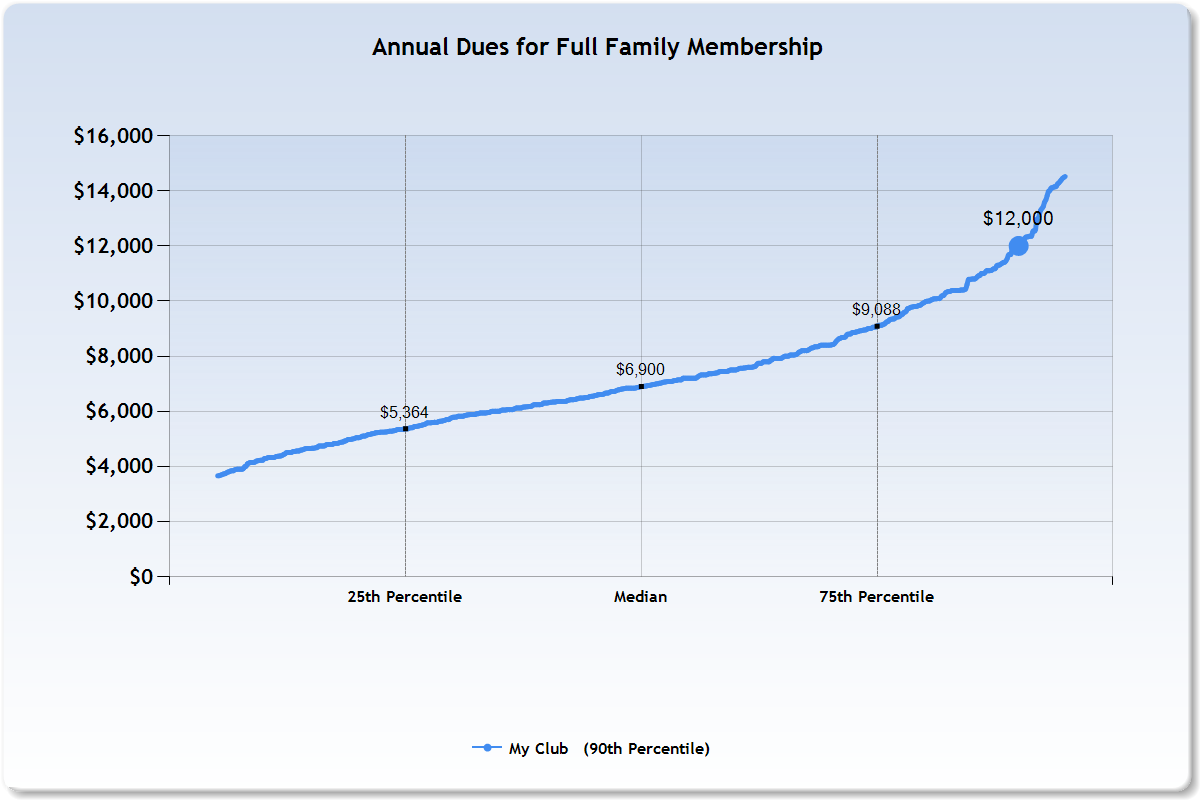 Annual Dues for Full Family Membership
$16,000
$14,000
$12,000
$10,000
$8,000
$6,000
$4,000
$2,000
$0
$5,364
$6,900
$9,088
$12,000
25th Percentile
Median
75th Percentile
My Club (90th Percentile)